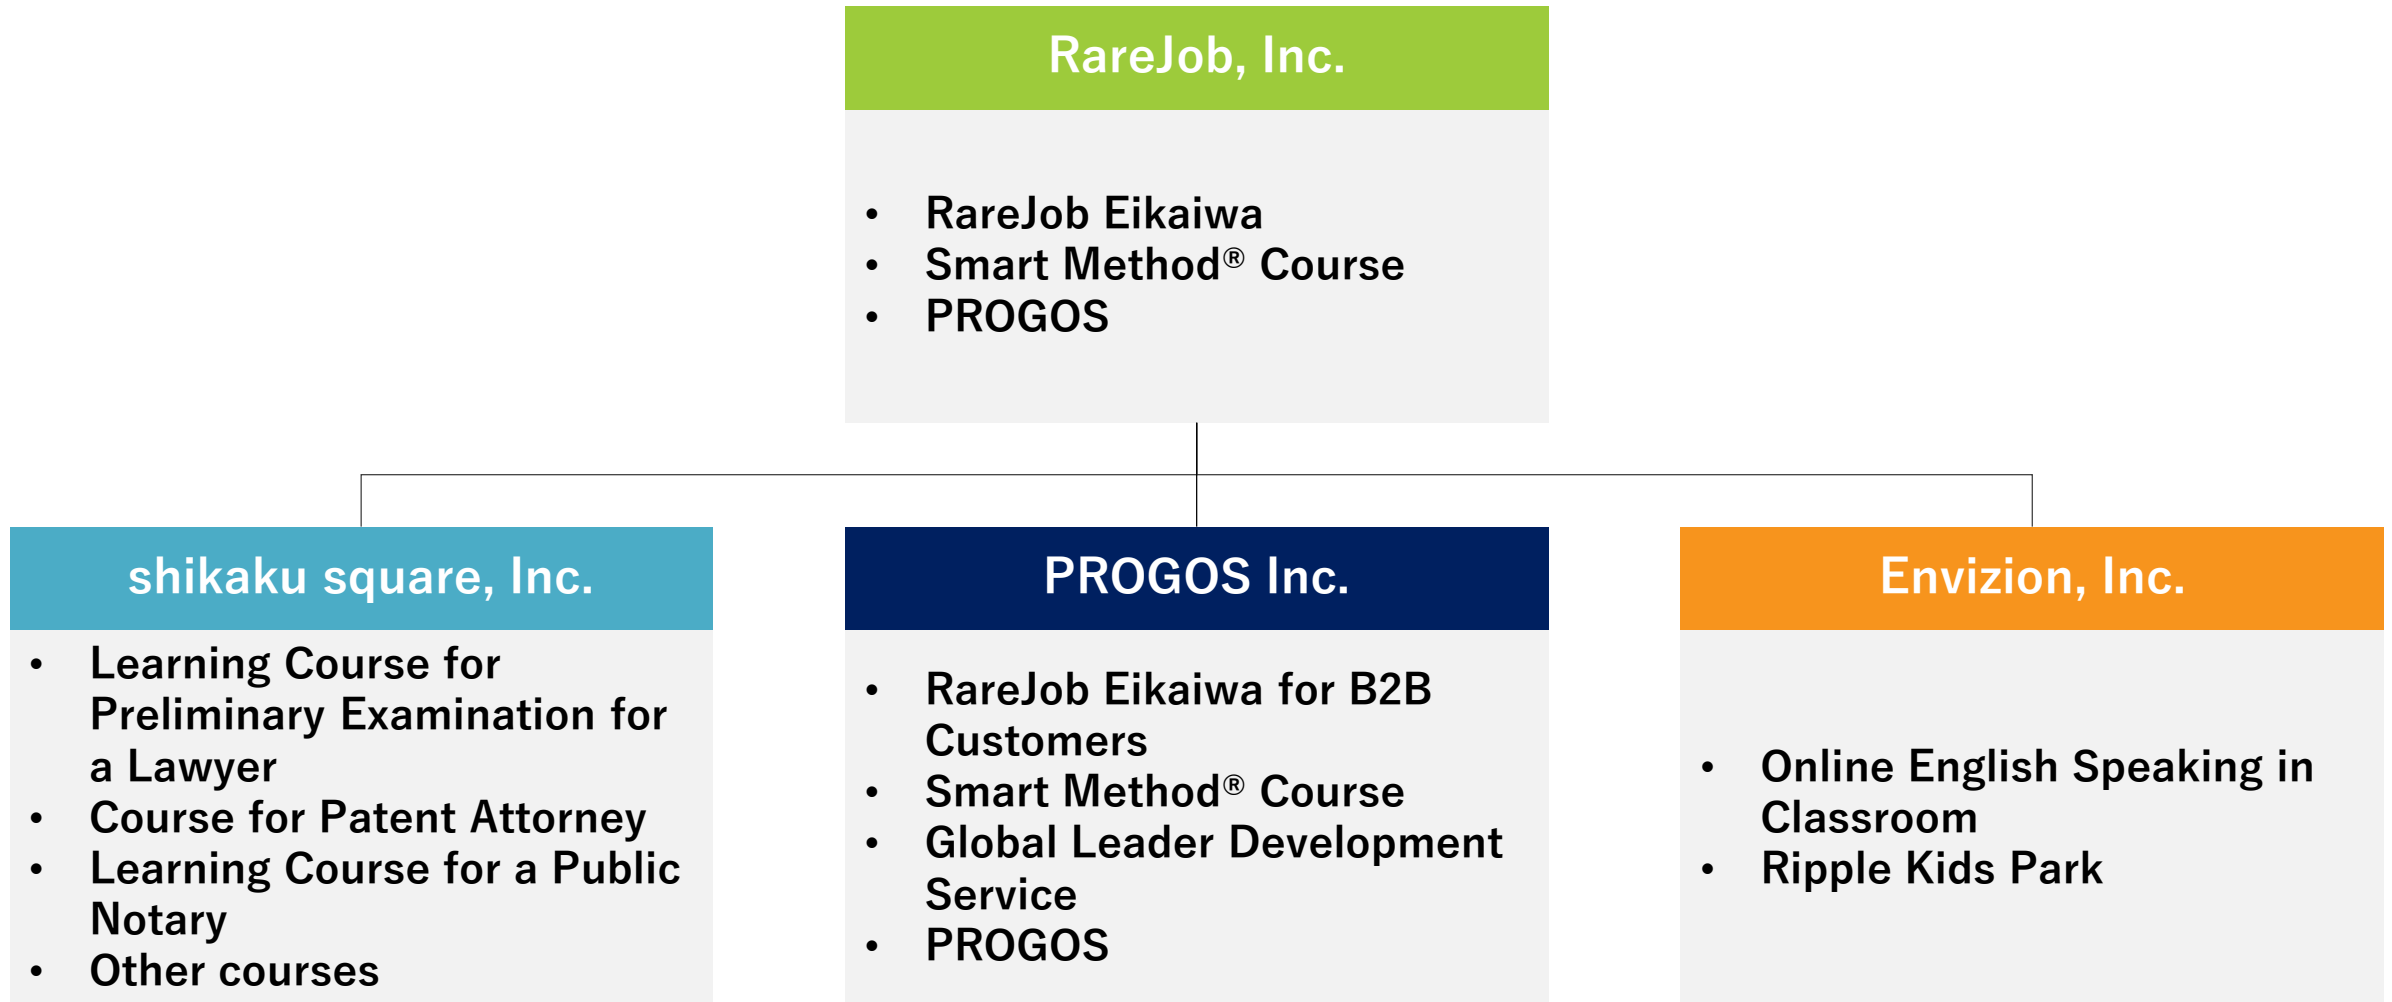 RareJob, Inc.
• RareJob Eikaiwa
• Smart Method® Course
• PROGOS
shikaku square, Inc.
• Learning Course for
Preliminary Examination for
a Lawyer
• Course for Patent Attorney
• Learning Course for a Public
Notary
• Other courses
PROGOS Inc.
• RareJob Eikaiwa for B2B
Customers
• Smart Method® Course
• Global Leader Development
Service
• PROGOS
Envizion, Inc.
• Online English Speaking in
Classroom
• Ripple Kids Park